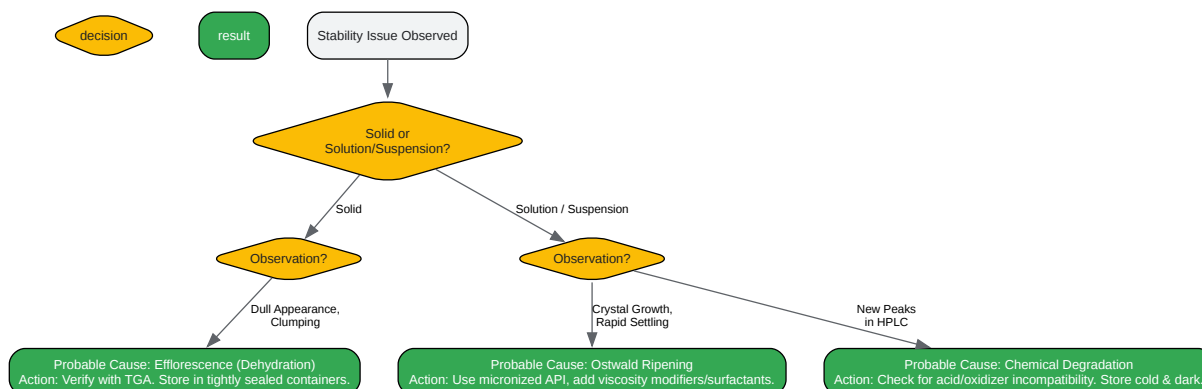 decision
result
Stability Issue Observed
Solid or
Solution/Suspension?
Solid
Solution / Suspension
Observation?
Observation?
Dull Appearance,
Clumping
Crystal Growth,
Rapid Settling
New Peaks
in HPLC
Probable Cause: Efflorescence (Dehydration)
Action: Verify with TGA. Store in tightly sealed containers.
Probable Cause: Ostwald Ripening
Action: Use micronized API, add viscosity modifiers/surfactants.
Probable Cause: Chemical Degradation
Action: Check for acid/oxidizer incompatibility. Store cold & dark